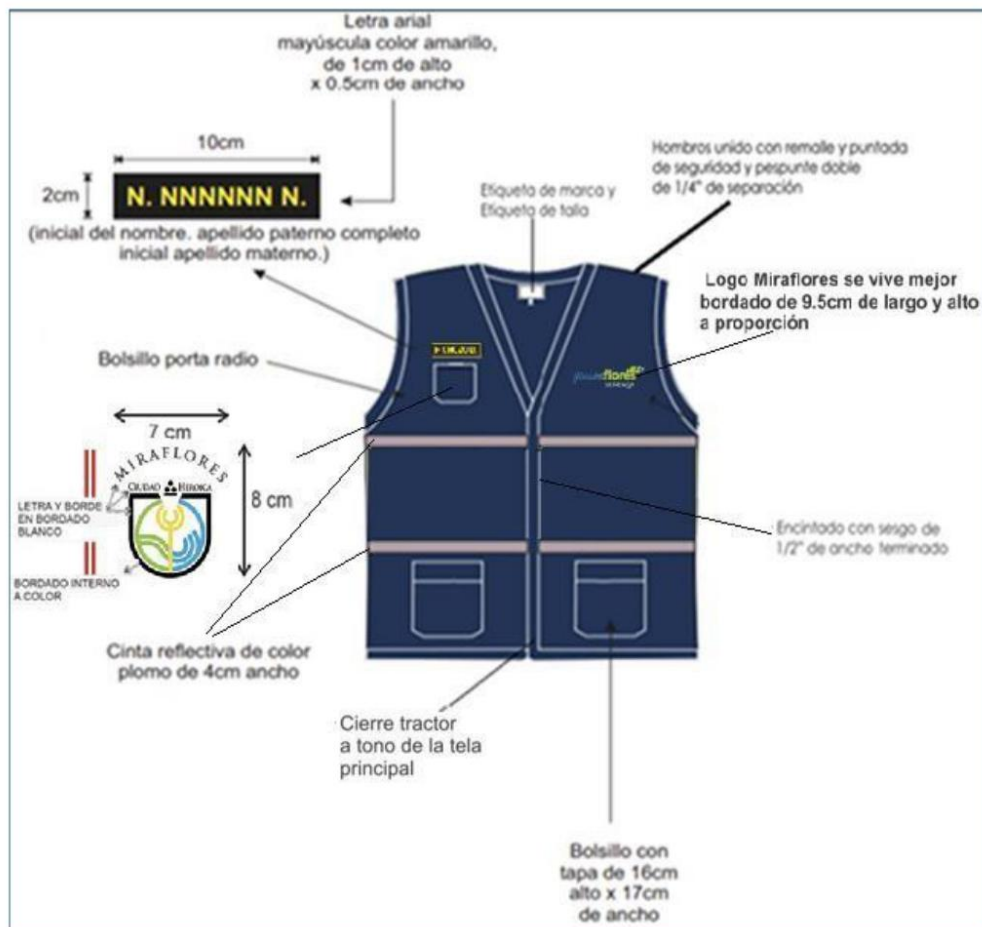 Letra arial
mayúscula color amarillo,
de 1cm de alto
x 0.5cm de ancho
10cm
2cm
N. NNNNNN N.
(inicial del nombre. apellido paterno completo
inicial apellido materno.)
Etiqueta de marca y
Etiqueta de talla
Hombros unido con remalle y puntada
de seguridad y pespunte doble
de 1/4" de separación
Logo Miraflores se vive mejor
bordado de 9.5cm de largo y alto
a proporción
Bolsillo porta radio
flores
7 cm
MIRAFLORES
CIUDAD HEROICA
8 cm
LETRA Y BORDE
EN BORDADO
BLANCO
BORDADO INTERNO
A COLOR
Encintado con sesgo de
1/2" de ancho terminado
Cinta reflectiva de color
plomo de 4cm ancho
Cierre tractor
a tono de la tela
principal
Bolsillo con
tapa de 16cm
alto x 17cm
de ancho